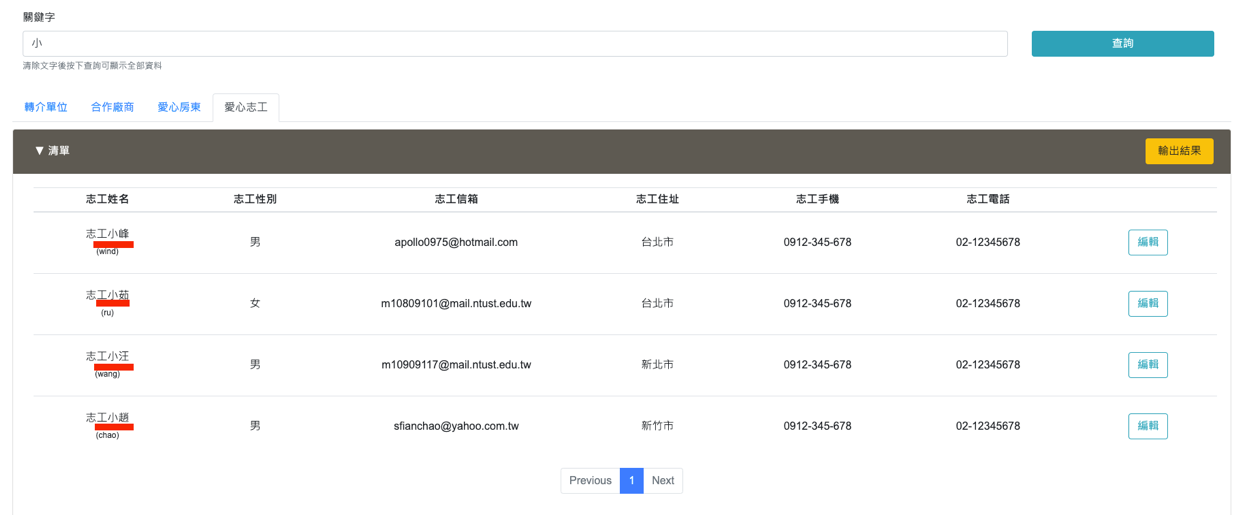 關鍵字
小
查詢
清除文字後按下查詢可顯示全部資料
轉介單位 合作廠商 愛心房東 愛心志工
▼ 清單
輸出結果
志工姓名 志工性別 志工信箱 志工住址 志工手機 志工電話
志工小峰
(wind)
男 apollo0975@hotmail.com 台北市 0912-345-678 02-12345678 編輯
志工小茹
(ru)
女 m10809101@mail.ntust.edu.tw 台北市 0912-345-678 02-12345678 編輯
志工小汪
(wang)
男 m10909117@mail.ntust.edu.tw 新北市 0912-345-678 02-12345678 編輯
志工小趙
(chao)
男 sfianchao@yahoo.com.tw 新竹市 0912-345-678 02-12345678 編輯
Previous 1 Next